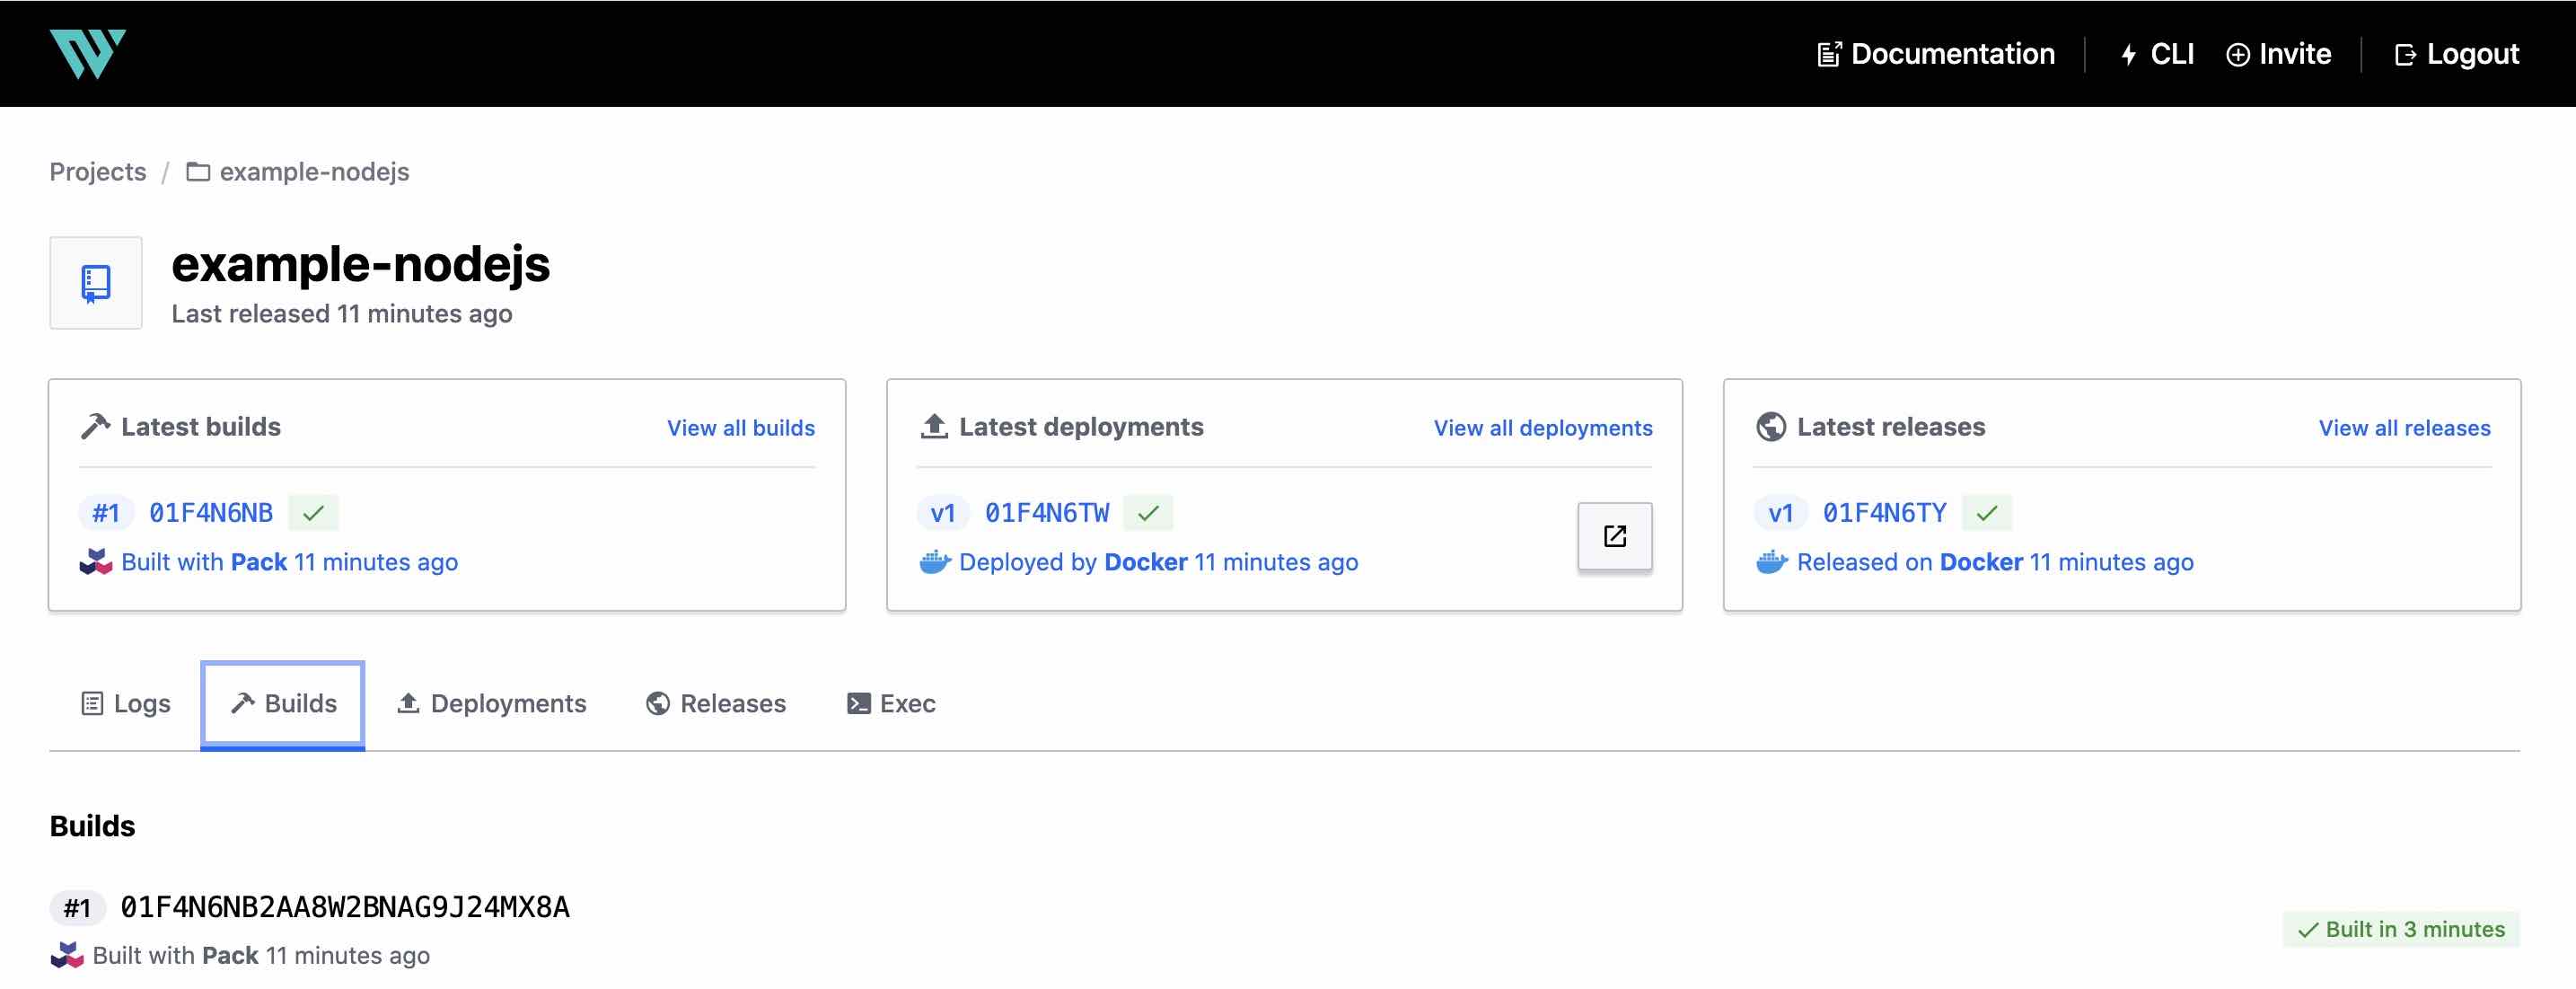 Documentation CLI Invite Logout
Projects / example-nodejs
example-nodejs
Last released 11 minutes ago
Latest builds View all builds
#1 01F4N6NB
Built with Pack 11 minutes ago
Latest deployments View all deployments
v1 01F4N6TW
Deployed by Docker 11 minutes ago
Latest releases View all releases
v1 01F4N6TY
Released on Docker 11 minutes ago
Logs Builds Deployments Releases Exec
Builds
#1 01F4N6NB2AA8W2BNAG9J24MX8A
Built with Pack 11 minutes ago
Built in 3 minutes